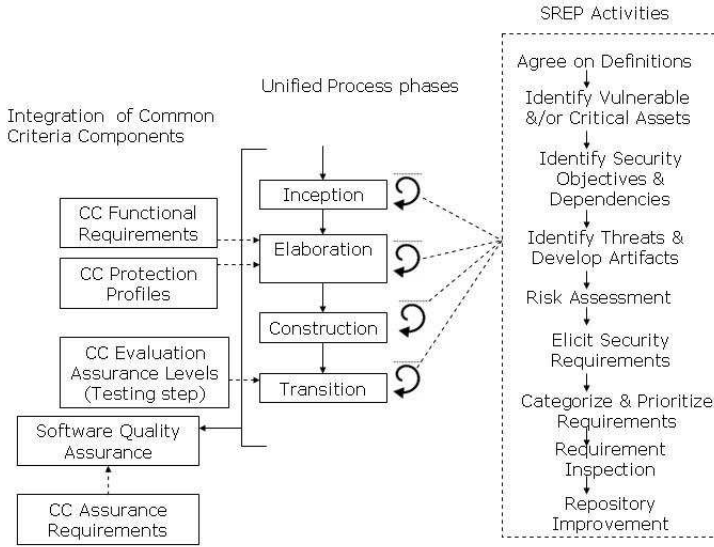 SREP Activities
Unified Process phases
Integration of Common
Criteria Components
Inception
Elaboration
Construction
Transition
CC Functional
Requirements
CC Protection
Profiles
CC Evaluation
Assurance Levels
(Testing step)
Software Quality
Assurance
CC Assurance
Requirements
Agree on Definitions
Identify Vulnerable
&/or Critical Assets
Identify Security
Objectives &
Dependencies
Identify Threats &
Develop Artifacts
Risk Assessment
Elicit Security
Requirements
Categorize & Prioritize
Requirements
Requirement
Inspection
Repository
Improvement